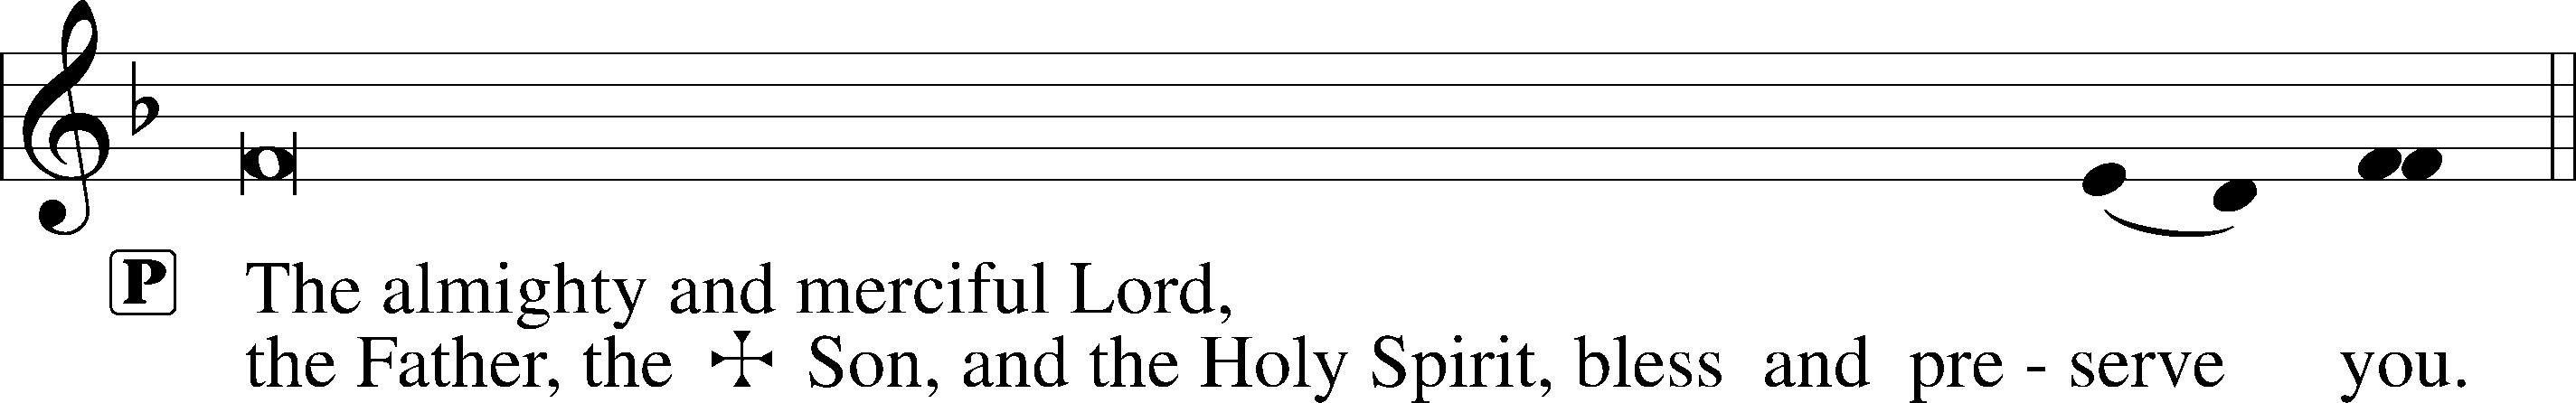 P The almighty and merciful Lord,
the Father, the ☩ Son, and the Holy Spirit, bless and pre - serve you.